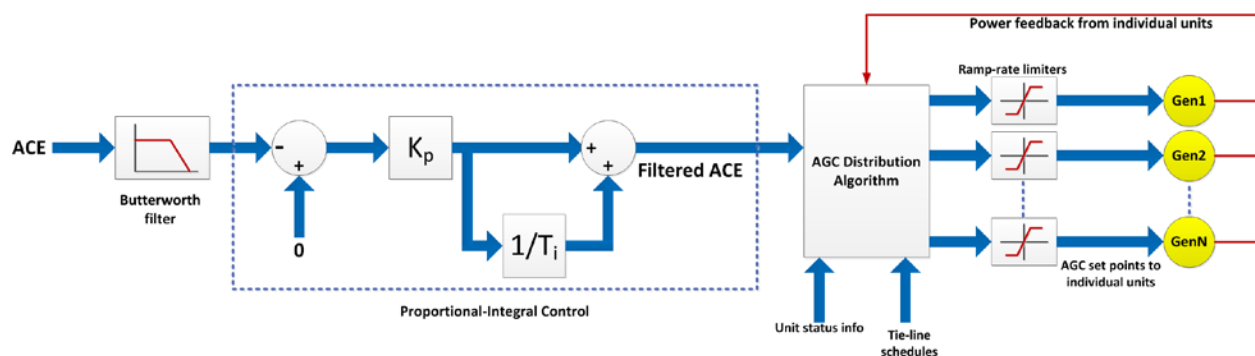 Power feedback from individual units
Ramp-rate limiters
Gen1
ACE
-
+
0
Kp
+
+
Filtered ACE
AGC Distribution
Algorithm
Gen2
Butterworth
filter
1/Ti
GenN
AGC set points to
individual units
Proportional-Integral Control
Unit status info
Tie-line
schedules